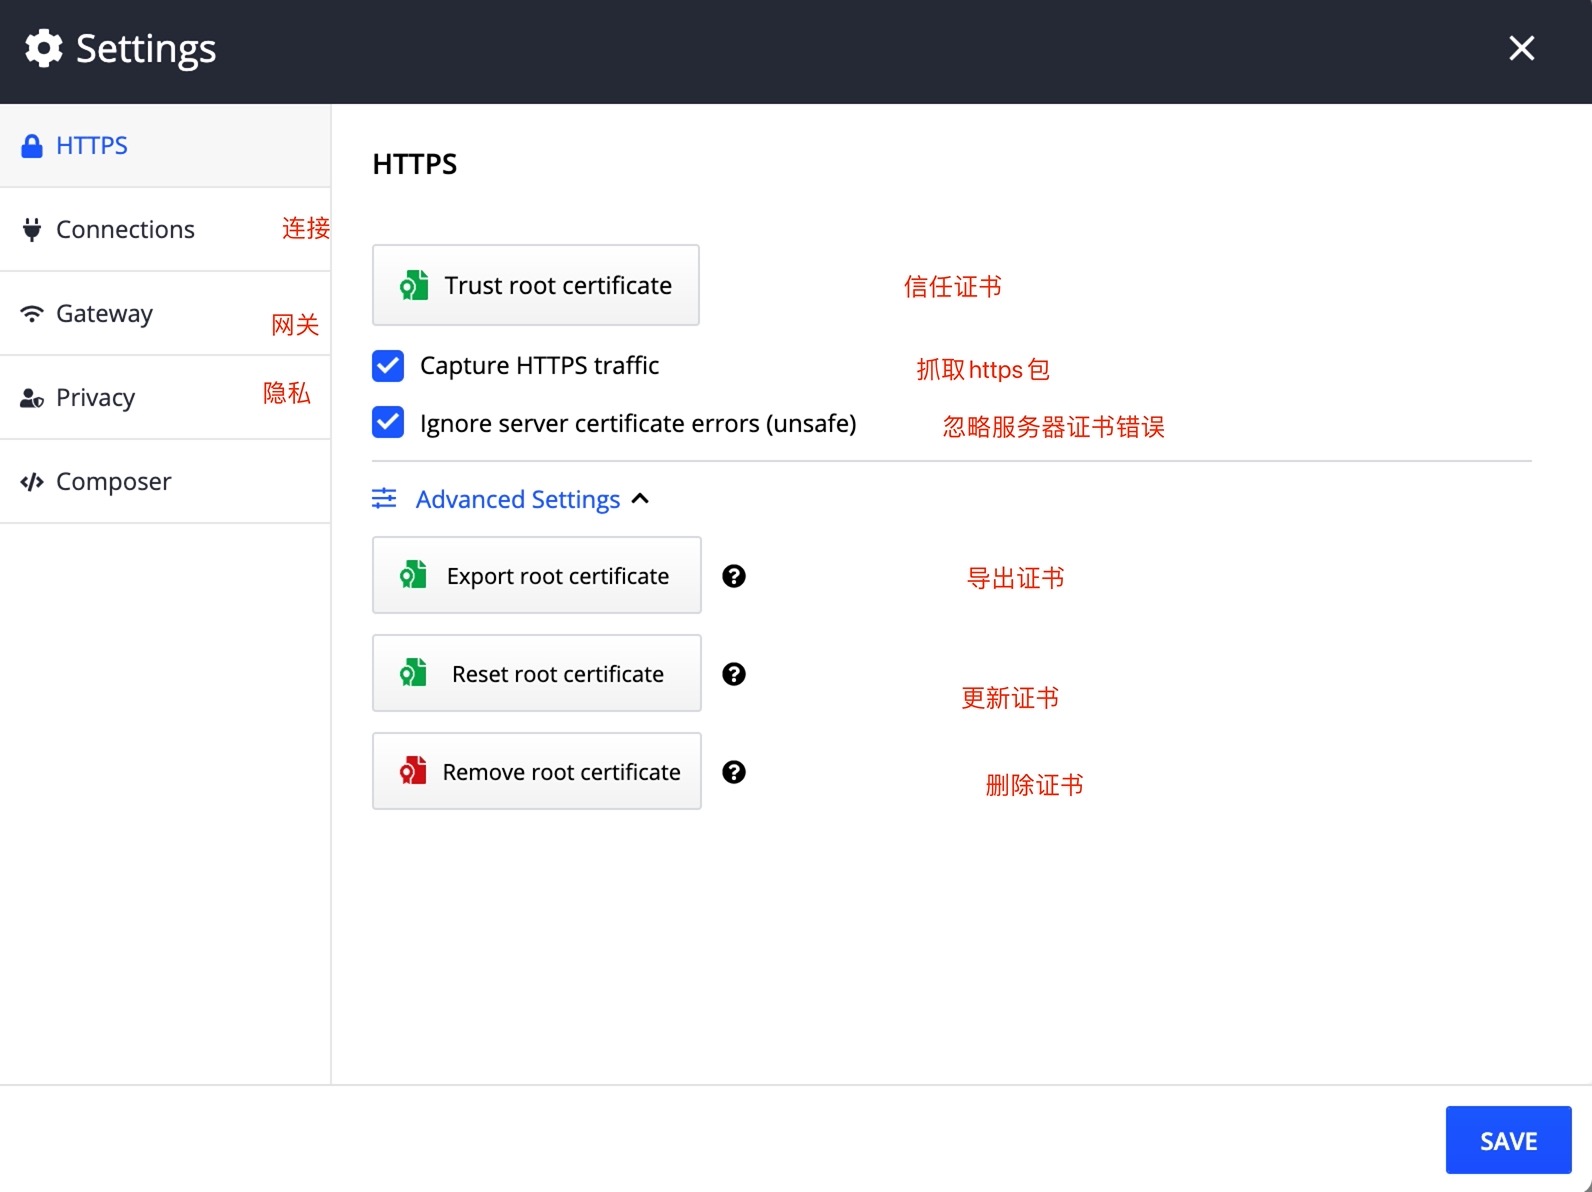 Settings
HTTPS
Connections 连接
Gateway 网关
Privacy 隐私
Composer
HTTPS
Trust root certificate 信任证书
Capture HTTPS traffic 抓取https包
Ignore server certificate errors (unsafe) 忽略服务器证书错误
Advanced Settings
Export root certificate 导出证书
Reset root certificate 更新证书
Remove root certificate 删除证书
SAVE